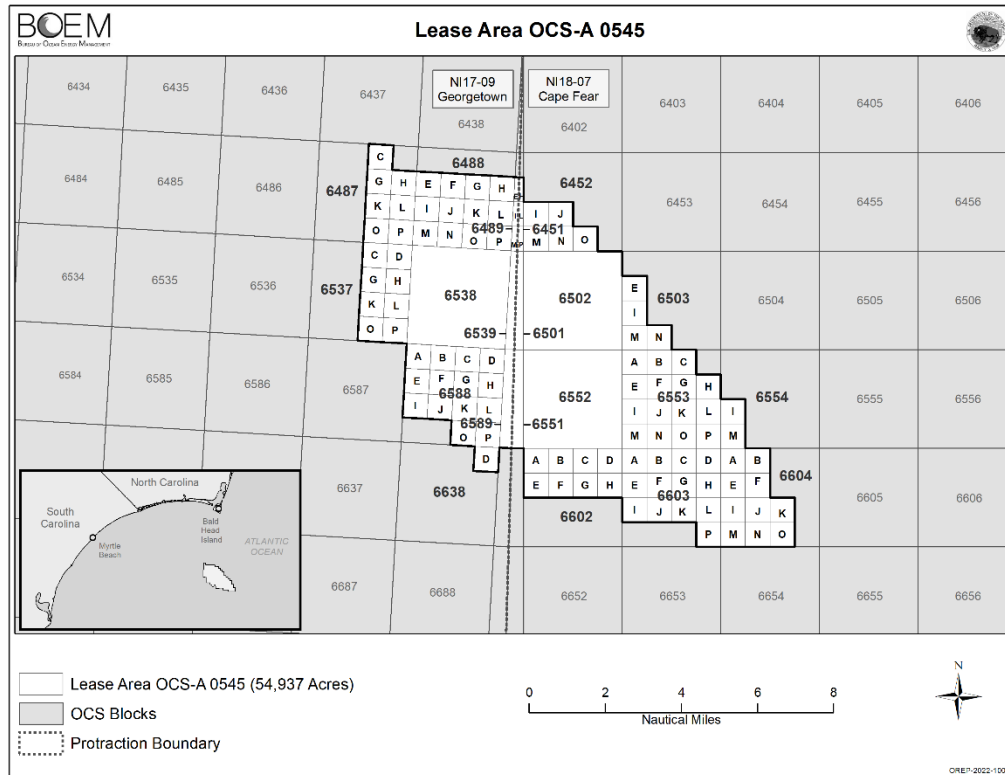 BOEM
BUREAU OF OCEAN ENERGY MANAGEMENT
Lease Area OCS-A 0545
NI17-09
Georgetown
NI18-07
Cape Fear
6434 6435 6436 6437 6438 6402 6403 6404 6405 6406
6484 6485 6486 6487 6488 6452 6453 6454 6455 6456
C
G H E F G H
K L I J K L I J
6489 6451
O P M N O P M N O
6534 6535 6536 6537 6538 6539 6501 6502 6503 6504 6505 6506
C D
G H E
K L I
O P M N
6584 6585 6586 6587 6588 6589 6551 6552 6553 6554 6555 6556
A B C D A B C
E F G H E F G H
I J K L I J K L I
O P M N O P M
D
6637 6638 6602 6603 6604 6605 6606
A B C D A B C D A B
E F G H E F G H E F
I J K L I J K
P M N O
6687 6688 6652 6653 6654 6655 6656
North Carolina
South
Carolina
Bald
Head
Island
Myrtle
Beach
ATLANTIC
OCEAN
Lease Area OCS-A 0545 (54,937 Acres)
OCS Blocks
Protraction Boundary
0 2 4 6 8
Nautical Miles
N